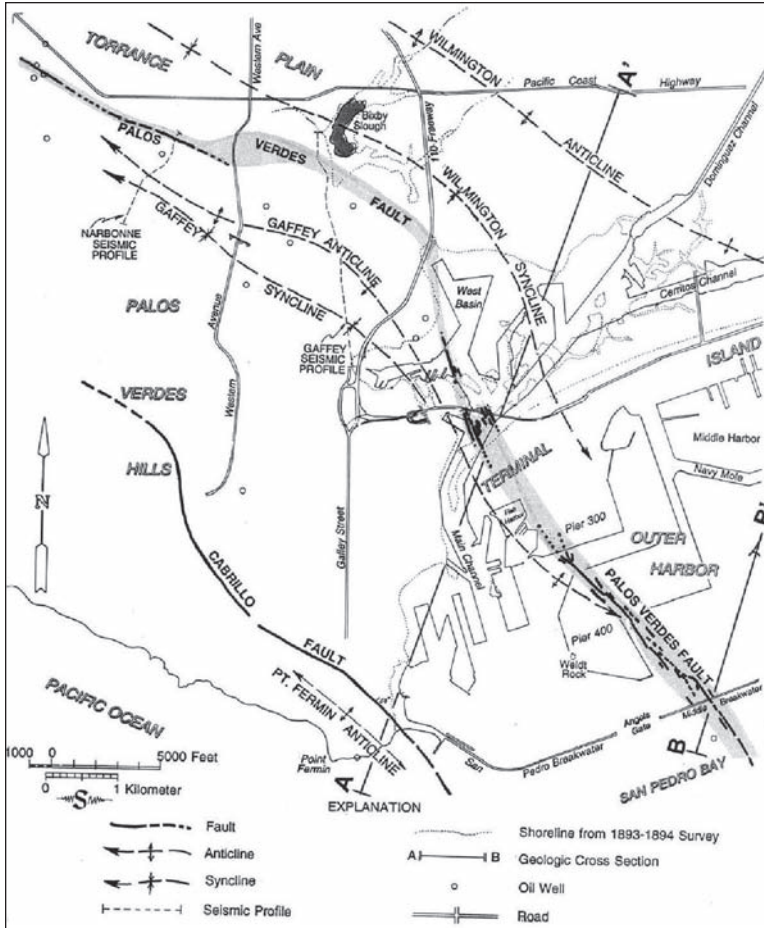 TORRANCE
PLAIN
Western Ave
WILMINGTON
ANTICLINE
A'
Pacific Coast Highway
Bixby
Slough
110 Freeway
Dominguez Channel
PALOS
VERDES
FAULT
WILMINGTON
SYNCLINE
NARBONNE
SEISMIC
PROFILE
GAFFEY
ANTICLINE
GAFFEY
SYNCLINE
West
Basin
Cerritos Channel
PALOS
VERDES
HILLS
Avenue
Western
GAFFEY
SEISMIC
PROFILE
ISLAND
TERMINAL
Middle Harbor
Navy Mole
N
Fish
Harbor
Pier 300
OUTER
HARBOR
B'
Gaffey Street
Main Channel
CABRILLO
FAULT
PALOS VERDES FAULT
Pier 400
Weldt
Rock
PT. FERMIN
ANTICLINE
PACIFIC OCEAN
Point
Fermin
San Pedro Breakwater
Angels
Gate
Middle Breakwater
B
SAN PEDRO BAY
1000 0 5000 Feet
0 1 Kilometer
S
A
EXPLANATION
Fault
Anticline
Syncline
Seismic Profile
Shoreline from 1893-1894 Survey
A B Geologic Cross Section
Oil Well
Road